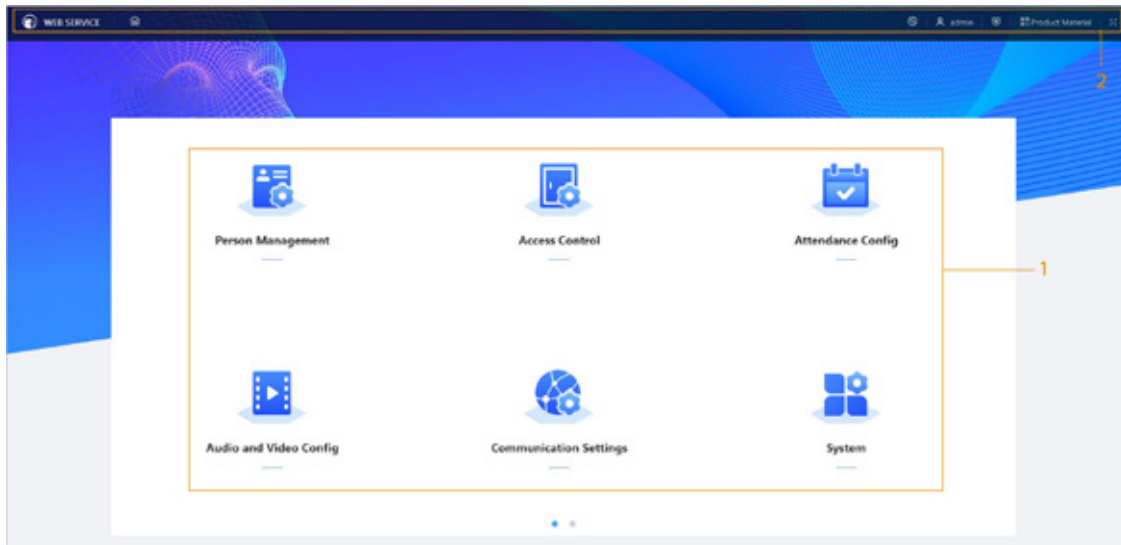 WEB SERVICE admin Product Material
2
Person Management Access Control Attendance Config
1
Audio and Video Config Communication Settings System